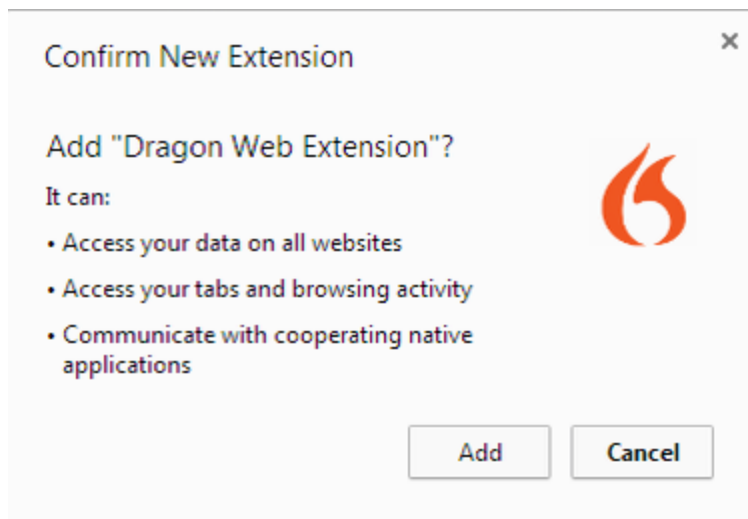 Confirm New Extension
Add "Dragon Web Extension"?
It can:
• Access your data on all websites
• Access your tabs and browsing activity
• Communicate with cooperating native
applications
Add
Cancel